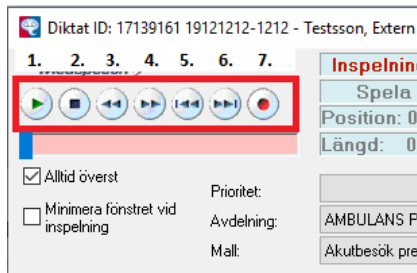 Diktat ID: 17139161 19121212-1212 - Testsson, Extern
1. 2. 3. 4. 5. 6. 7.
Inspelning
Spela
Position: 0
Längd: 0
Alltid överst
Minimera fönstret vid
inspelning
Prioritet:
Avdelning:
AMBULANS P
Mall:
Akutbesök pre